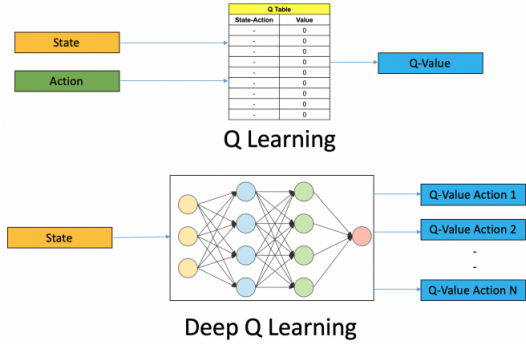 Q Table
State-Action Value
- 0
- 0
- 0
- 0
- 0
- 0
- 0
- 0
- 0
State
Action
Q-Value
Q Learning
State
Q-Value Action 1
Q-Value Action 2
-
-
Q-Value Action N
Deep Q Learning